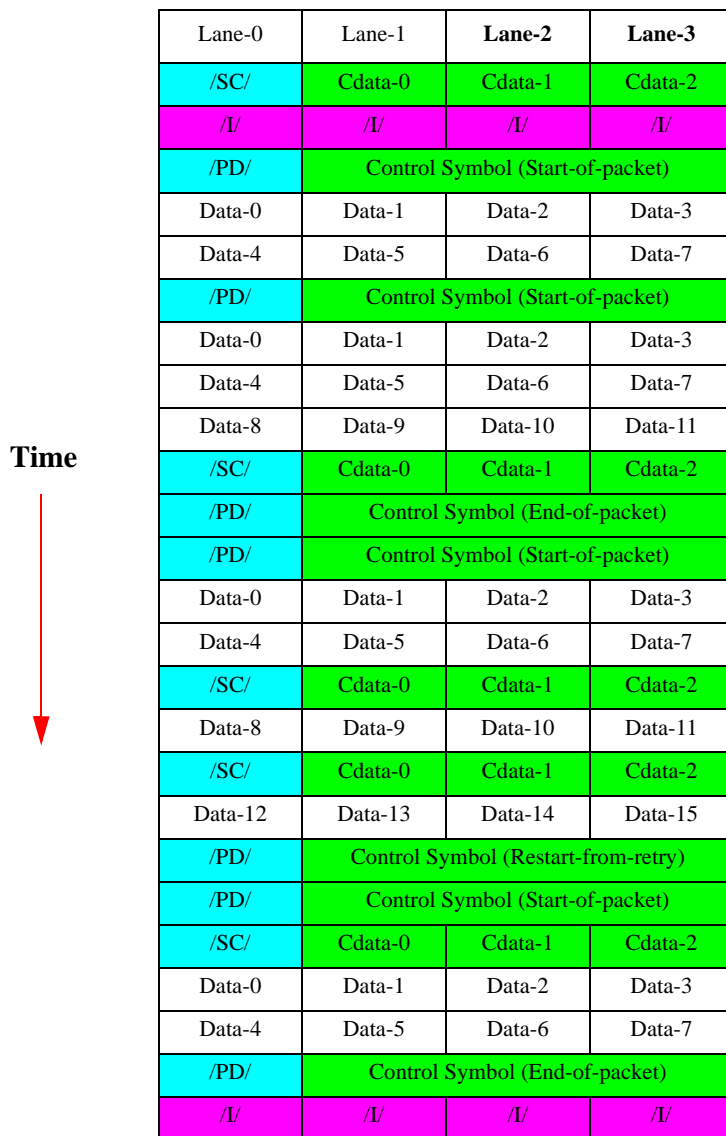 Lane-0 Lane-1 Lane-2 Lane-3
/SC/ Cdata-0 Cdata-1 Cdata-2
/I/ /I/ /I/ /I/
/PD/ Control Symbol (Start-of-packet)
Data-0 Data-1 Data-2 Data-3
Data-4 Data-5 Data-6 Data-7
/PD/ Control Symbol (Start-of-packet)
Data-0 Data-1 Data-2 Data-3
Data-4 Data-5 Data-6 Data-7
Data-8 Data-9 Data-10 Data-11
Time
/SC/ Cdata-0 Cdata-1 Cdata-2
/PD/ Control Symbol (End-of-packet)
/PD/ Control Symbol (Start-of-packet)
Data-0 Data-1 Data-2 Data-3
Data-4 Data-5 Data-6 Data-7
/SC/ Cdata-0 Cdata-1 Cdata-2
Data-8 Data-9 Data-10 Data-11
/SC/ Cdata-0 Cdata-1 Cdata-2
Data-12 Data-13 Data-14 Data-15
/PD/ Control Symbol (Restart-from-retry)
/PD/ Control Symbol (Start-of-packet)
/SC/ Cdata-0 Cdata-1 Cdata-2
Data-0 Data-1 Data-2 Data-3
Data-4 Data-5 Data-6 Data-7
/PD/ Control Symbol (End-of-packet)
/I/ /I/ /I/ /I/